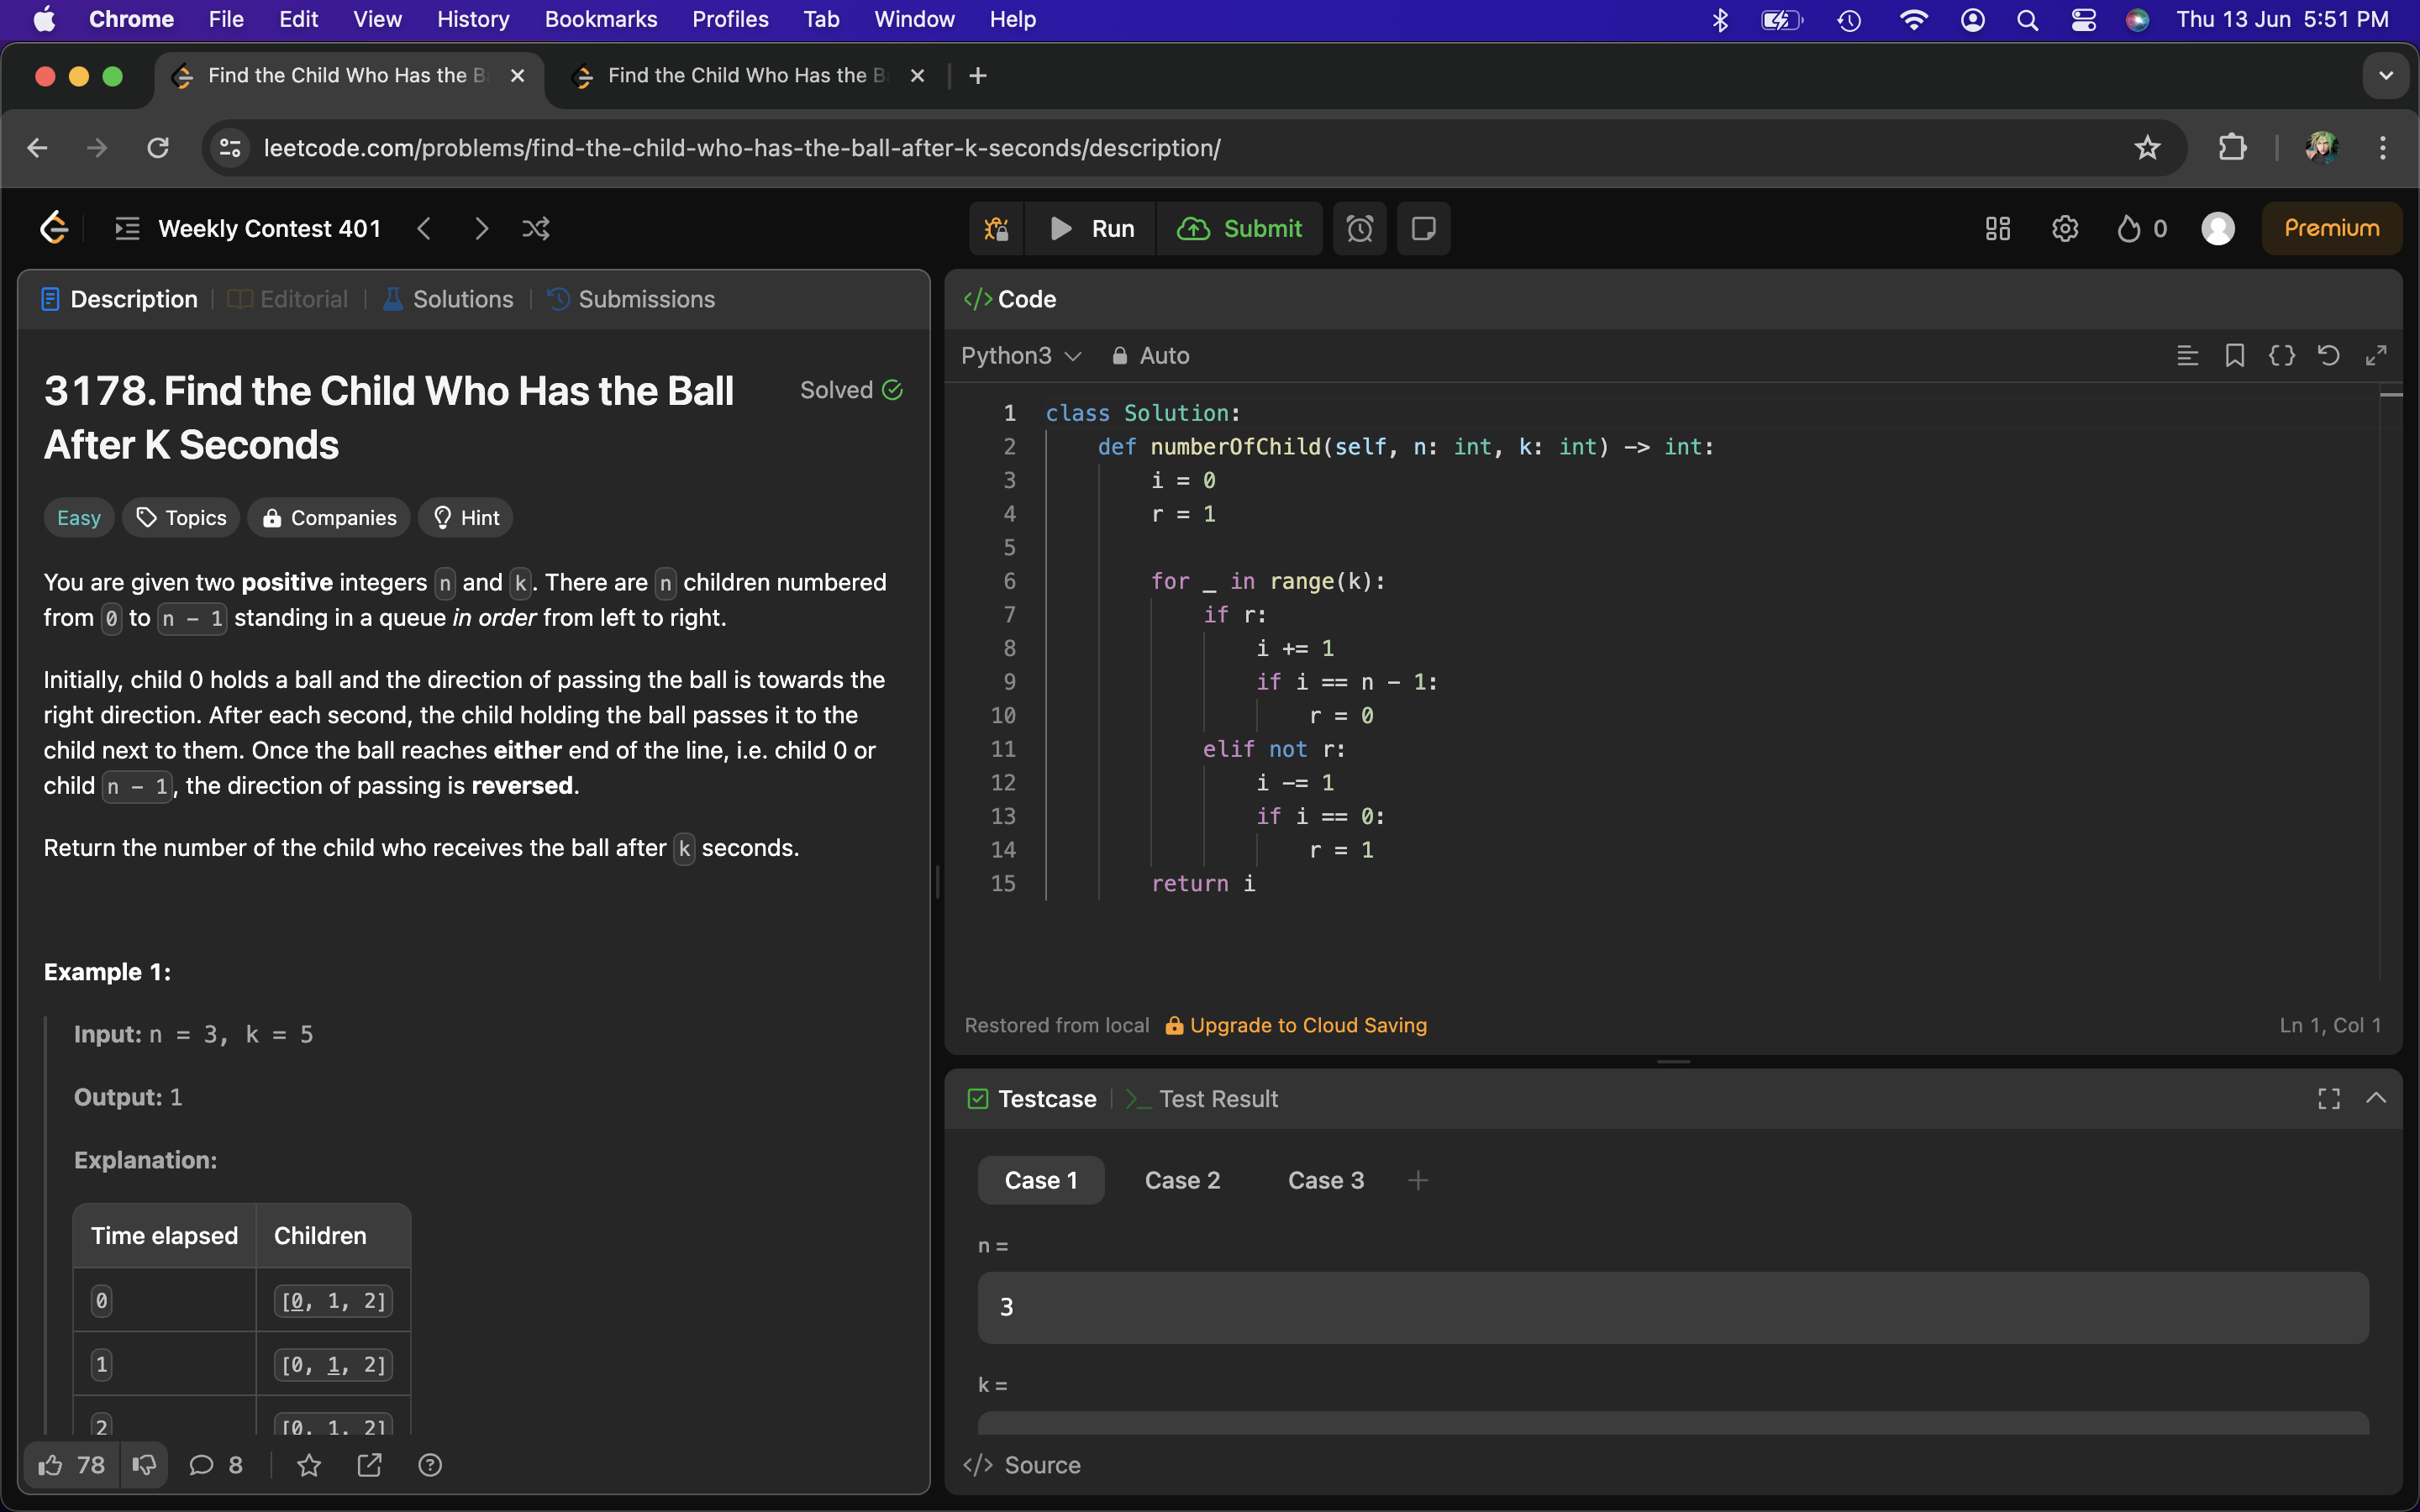 Chrome File Edit View History Bookmarks Profiles Tab Window Help Thu 13 Jun 5:51 PM
Find the Child Who Has the B Find the Child Who Has the B
leetcode.com/problems/find-the-child-who-has-the-ball-after-k-seconds/description/
Weekly Contest 401 Run Submit 0 Premium
Description Editorial Solutions Submissions
3178. Find the Child Who Has the Ball
After K Seconds
Solved
Easy Topics Companies Hint
You are given two positive integers n and k. There are n children numbered
from 0 to n - 1 standing in a queue in order from left to right.
Initially, child 0 holds a ball and the direction of passing the ball is towards the
right direction. After each second, the child holding the ball passes it to the
child next to them. Once the ball reaches either end of the line, i.e. child 0 or
child n - 1, the direction of passing is reversed.
Return the number of the child who receives the ball after k seconds.
Example 1:
Input: n = 3, k = 5
Output: 1
Explanation:
Time elapsed Children
0 [0, 1, 2]
1 [0, 1, 2]
2 [0, 1, 2]
78 8
</> Code
Python3 Auto
1 class Solution:
2 def numberOfChild(self, n: int, k: int) -> int:
3 i = 0
4 r = 1
5
6 for _ in range(k):
7 if r:
8 i += 1
9 if i == n - 1:
10 r = 0
11 elif not r:
12 i -= 1
13 if i == 0:
14 r = 1
15 return i
Restored from local Upgrade to Cloud Saving Ln 1, Col 1
Testcase >_ Test Result
Case 1 Case 2 Case 3 +
n =
3
k =
</> Source